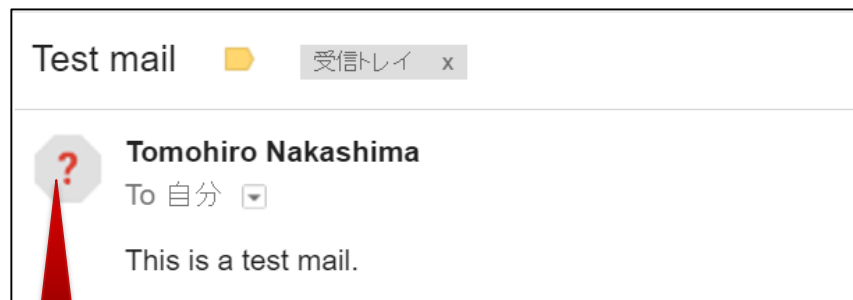 Test mail 受信トレイ x
?
Tomohiro Nakashima
To 自分
This is a test mail.